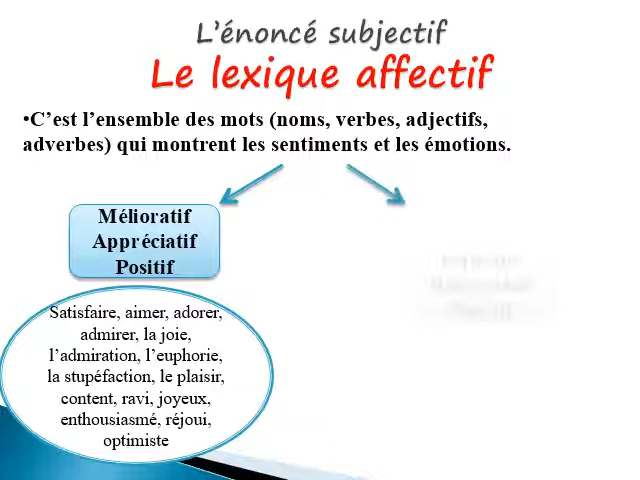 L'énoncé subjectif
Le lexique affectif
•C'est l'ensemble des mots (noms, verbes, adjectifs,
adverbes) qui montrent les sentiments et les émotions.
Mélioratif
Appréciatif
Positif
Satisfaire, aimer, adorer,
admirer, la joie,
l'admiration, l'euphorie,
la stupéfaction, le plaisir,
content, ravi, joyeux,
enthousiasmé, réjoui,
optimiste